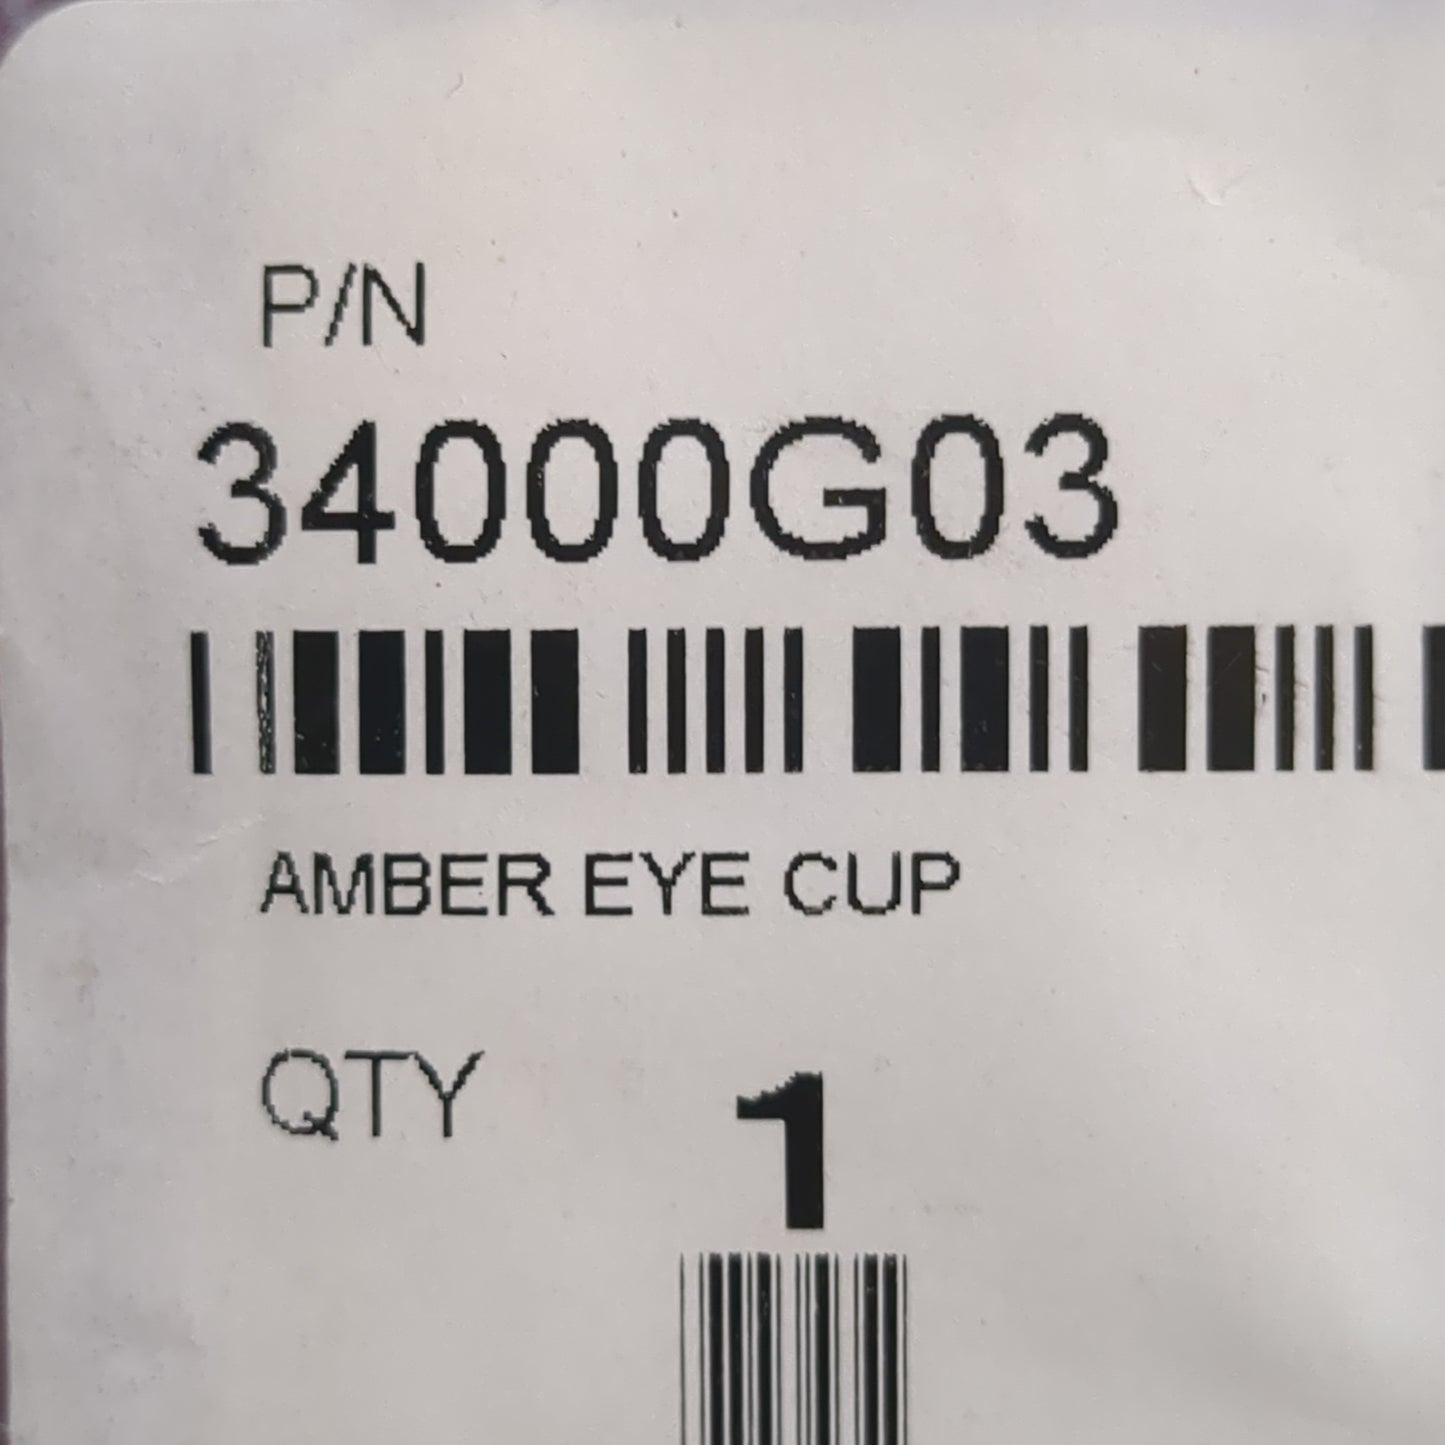 P/N
34000G03
AMBER EYE CUP
QTY
1